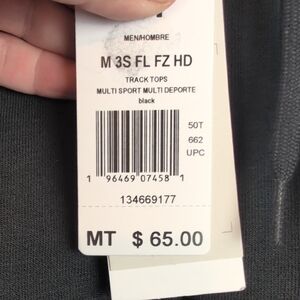 MEN/HOMBRE
M 3S FL FZ HD
TRACK TOPS
MULTI SPORT MULTI DEPORTE
black
50T
662
UPC
1 96469 07458 1
134669177
MT $ 65.00